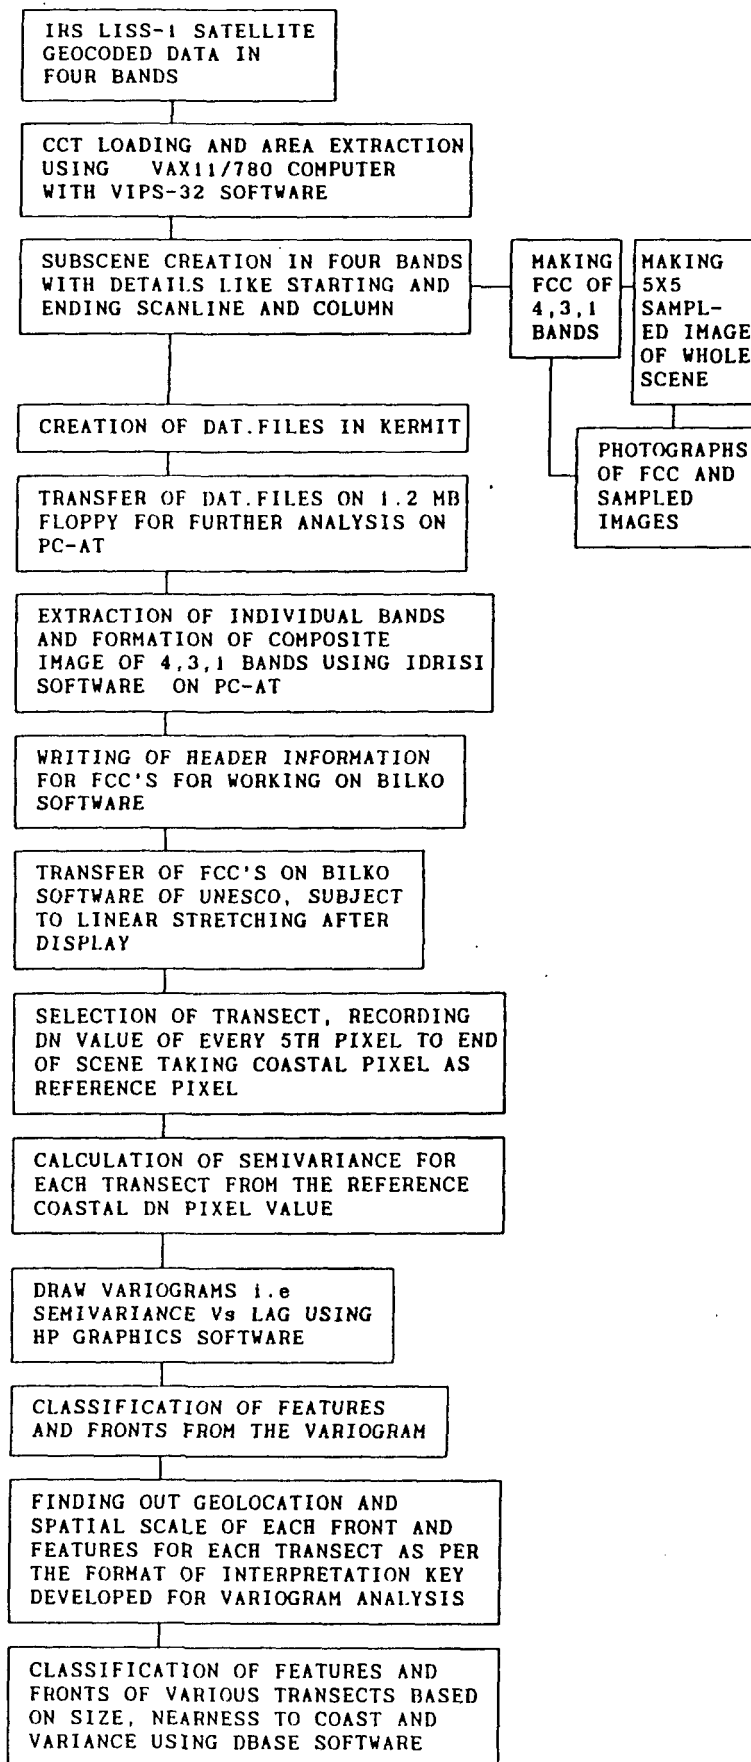 IRS LISS-1 SATELLITE
GEOCODED DATA IN
FOUR BANDS
CCT LOADING AND AREA EXTRACTION
USING VAX11/780 COMPUTER
WITH VIPS-32 SOFTWARE
SUBSCENE CREATION IN FOUR BANDS
WITH DETAILS LIKE STARTING AND
ENDING SCANLINE AND COLUMN
MAKING
FCC OF
4,3,1
BANDS
MAKING
5X5
SAMPL-
ED IMAGE
OF WHOLE
SCENE
PHOTOGRAPHS
OF FCC AND
SAMPLED
IMAGES
CREATION OF DAT.FILES IN KERMIT
TRANSFER OF DAT.FILES ON 1.2 MB
FLOPPY FOR FURTHER ANALYSIS ON
PC-AT
EXTRACTION OF INDIVIDUAL BANDS
AND FORMATION OF COMPOSITE
IMAGE OF 4,3,1 BANDS USING IDRISI
SOFTWARE ON PC-AT
WRITING OF HEADER INFORMATION
FOR FCC'S FOR WORKING ON BILKO
SOFTWARE
TRANSFER OF FCC'S ON BILKO
SOFTWARE OF UNESCO, SUBJECT
TO LINEAR STRETCHING AFTER
DISPLAY
SELECTION OF TRANSECT, RECORDING
DN VALUE OF EVERY 5TH PIXEL TO END
OF SCENE TAKING COASTAL PIXEL AS
REFERENCE PIXEL
CALCULATION OF SEMIVARIANCE FOR
EACH TRANSECT FROM THE REFERENCE
COASTAL DN PIXEL VALUE
DRAW VARIOGRAMS i.e
SEMIVARIANCE Vs LAG USING
HP GRAPHICS SOFTWARE
CLASSIFICATION OF FEATURES
AND FRONTS FROM THE VARIOGRAM
FINDING OUT GEOLOCATION AND
SPATIAL SCALE OF EACH FRONT AND
FEATURES FOR EACH TRANSECT AS PER
THE FORMAT OF INTERPRETATION KEY
DEVELOPED FOR VARIOGRAM ANALYSIS
CLASSIFICATION OF FEATURES AND
FRONTS OF VARIOUS TRANSECTS BASED
ON SIZE, NEARNESS TO COAST AND
VARIANCE USING DBASE SOFTWARE